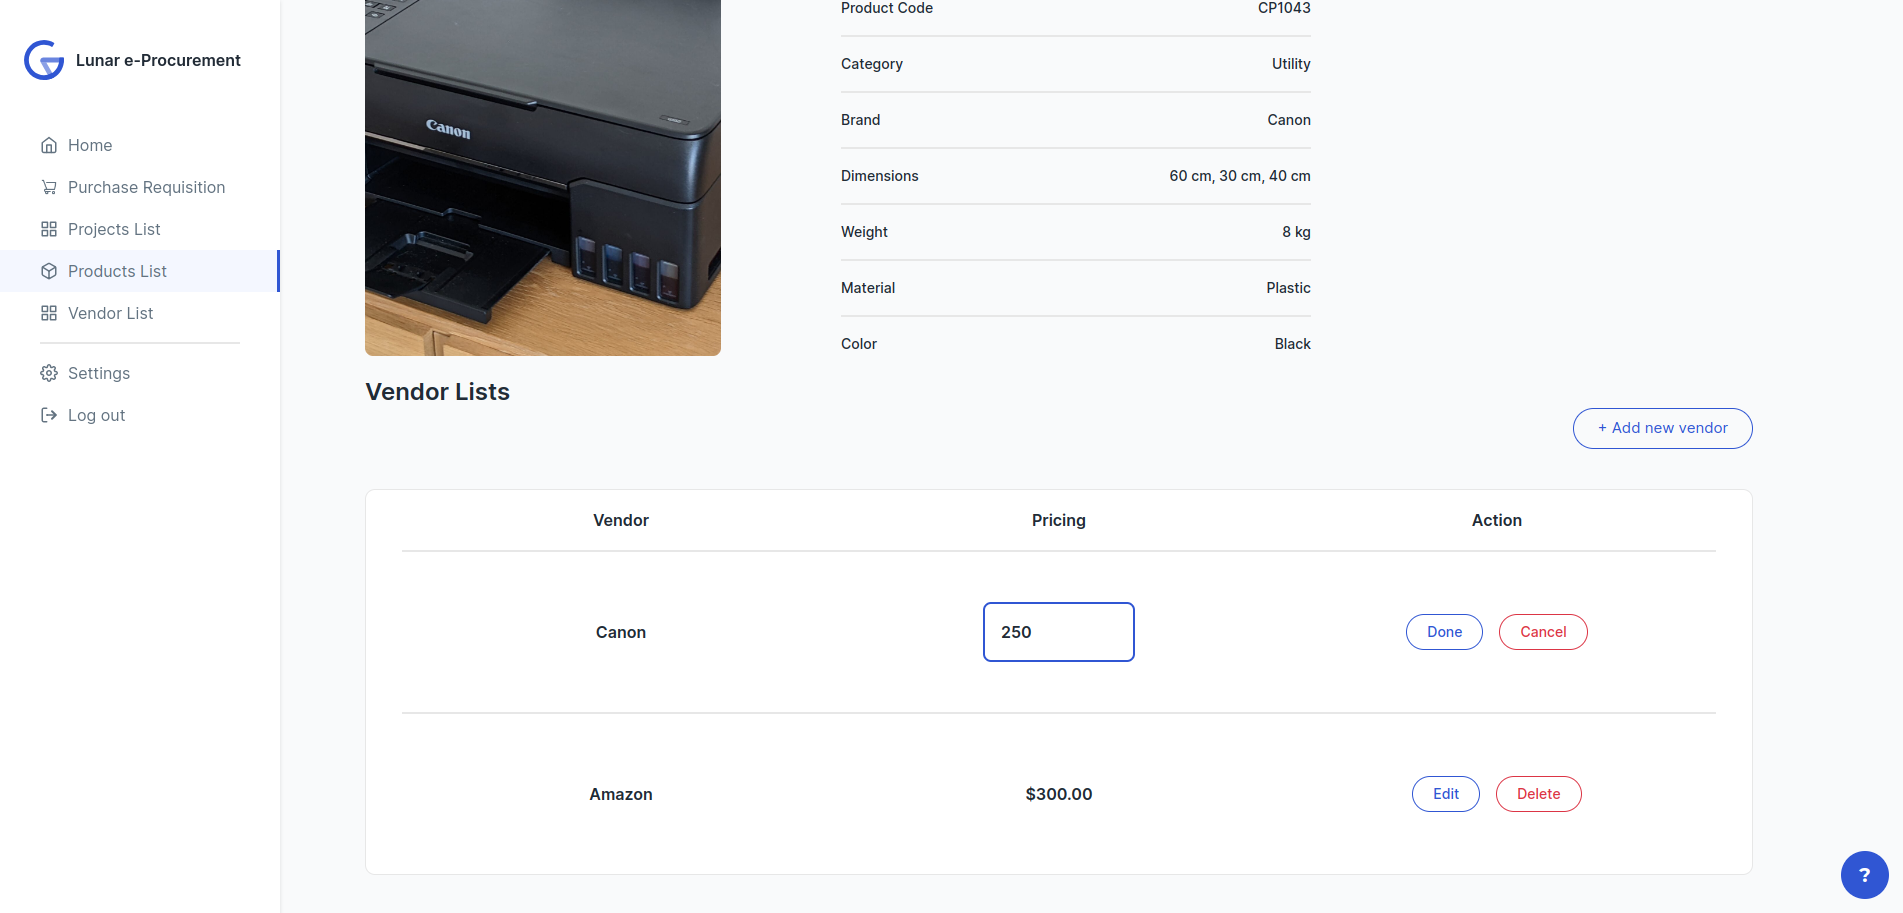 Lunar e-Procurement
Home
Purchase Requisition
Projects List
Products List
Vendor List
Settings
Log out
Canon
Product Code CP1043
Category Utility
Brand Canon
Dimensions 60 cm, 30 cm, 40 cm
Weight 8 kg
Material Plastic
Color Black
Vendor Lists
+ Add new vendor
Vendor Pricing Action
Canon 250 Done Cancel
Amazon $300.00 Edit Delete
?